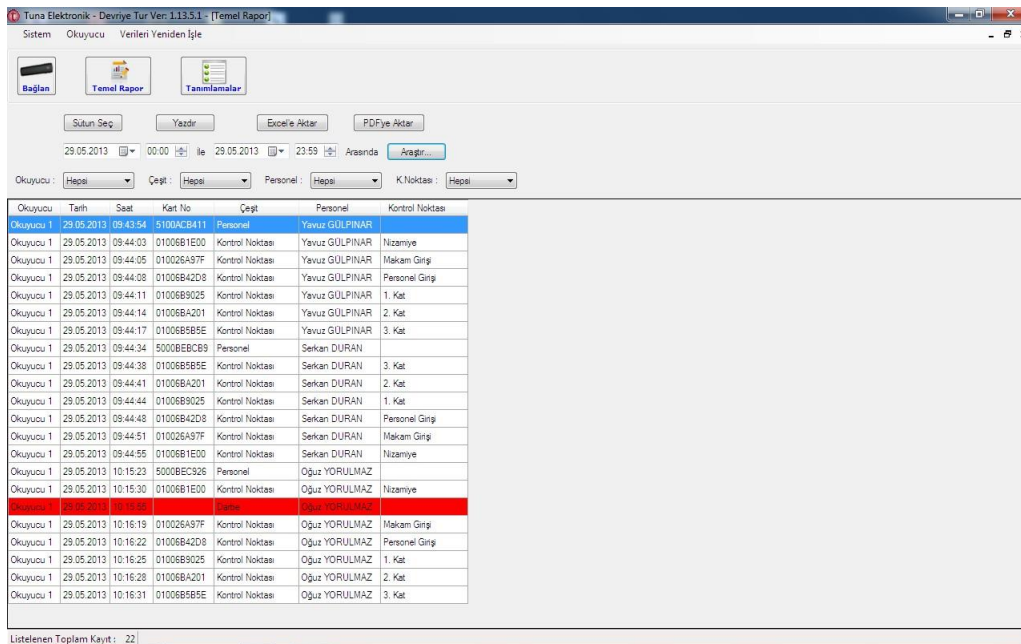 Tuna Elektronik - Devriye Tur Ver: 1.13.5.1 - [Temel Rapor]
Sistem Okuyucu Verileri Yeniden İşle
Bağlan Temel Rapor Tanımlamalar
Sütun Seç Yazdır Excel'e Aktar PDF'ye Aktar
29.05.2013 00:00 ile 29.05.2013 23:59 Arasında Araştır...
Okuyucu : Hepsi Çeşit : Hepsi Personel : Hepsi K.Noktası : Hepsi
Okuyucu Tarih Saat Kart No Çeşit Personel Kontrol Noktası
Okuyucu 1 29.05.2013 09:43:54 5100ACB411 Personel Yavuz GÜLPINAR
Okuyucu 1 29.05.2013 09:44:03 01006B1E00 Kontrol Noktası Yavuz GÜLPINAR Nizamiye
Okuyucu 1 29.05.2013 09:44:05 010026A97F Kontrol Noktası Yavuz GÜLPINAR Makam Girişi
Okuyucu 1 29.05.2013 09:44:08 01006B42D8 Kontrol Noktası Yavuz GÜLPINAR Personel Girişi
Okuyucu 1 29.05.2013 09:44:11 01006B9025 Kontrol Noktası Yavuz GÜLPINAR 1. Kat
Okuyucu 1 29.05.2013 09:44:14 01006BA201 Kontrol Noktası Yavuz GÜLPINAR 2. Kat
Okuyucu 1 29.05.2013 09:44:17 01006B5B5E Kontrol Noktası Yavuz GÜLPINAR 3. Kat
Okuyucu 1 29.05.2013 09:44:34 5000BEBCB9 Personel Serkan DURAN
Okuyucu 1 29.05.2013 09:44:38 01006B5B5E Kontrol Noktası Serkan DURAN 3. Kat
Okuyucu 1 29.05.2013 09:44:41 01006BA201 Kontrol Noktası Serkan DURAN 2. Kat
Okuyucu 1 29.05.2013 09:44:44 01006B9025 Kontrol Noktası Serkan DURAN 1. Kat
Okuyucu 1 29.05.2013 09:44:48 01006B42D8 Kontrol Noktası Serkan DURAN Personel Girişi
Okuyucu 1 29.05.2013 09:44:51 010026A97F Kontrol Noktası Serkan DURAN Makam Girişi
Okuyucu 1 29.05.2013 09:44:55 01006B1E00 Kontrol Noktası Serkan DURAN Nizamiye
Okuyucu 1 29.05.2013 10:15:23 5000BEC926 Personel Oğuz YORULMAZ
Okuyucu 1 29.05.2013 10:15:30 01006B1E00 Kontrol Noktası Oğuz YORULMAZ Nizamiye
Okuyucu 1 29.05.2013 Darbe Oğuz YORULMAZ
Okuyucu 1 29.05.2013 10:16:19 010026A97F Kontrol Noktası Oğuz YORULMAZ Makam Girişi
Okuyucu 1 29.05.2013 10:16:22 01006B42D8 Kontrol Noktası Oğuz YORULMAZ Personel Girişi
Okuyucu 1 29.05.2013 10:16:25 01006B9025 Kontrol Noktası Oğuz YORULMAZ 1. Kat
Okuyucu 1 29.05.2013 10:16:28 01006BA201 Kontrol Noktası Oğuz YORULMAZ 2. Kat
Okuyucu 1 29.05.2013 10:16:31 01006B5B5E Kontrol Noktası Oğuz YORULMAZ 3. Kat
Listelenen Toplam Kayıt : 22